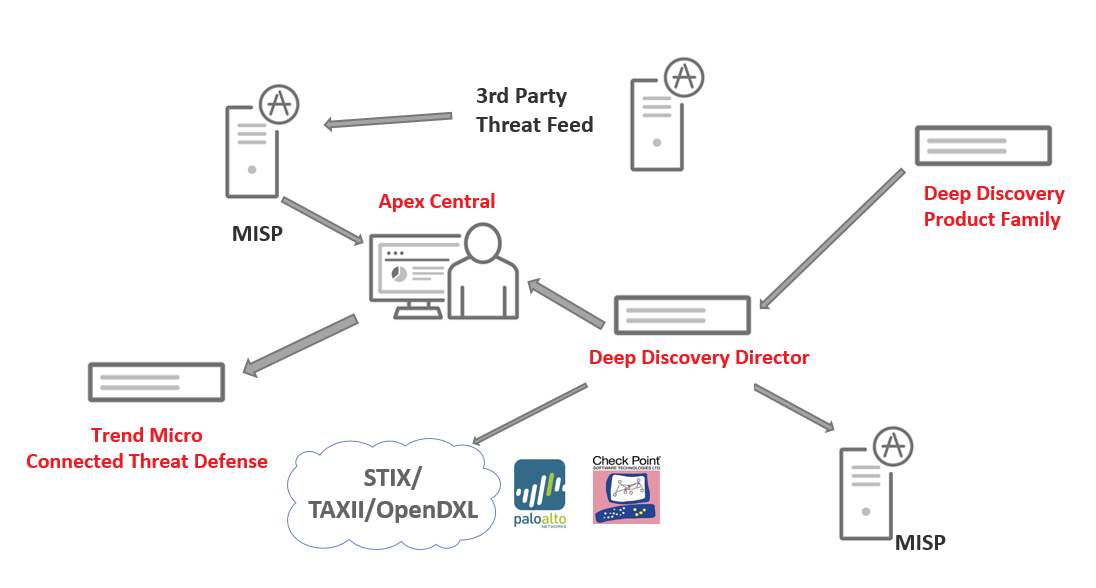 3rd Party
Threat Feed
MISP
Apex Central
Deep Discovery
Product Family
Deep Discovery Director
Trend Micro
Connected Threat Defense
STIX/
TAXII/OpenDXL
paloalto
NETWORKS
Check Point
SOFTWARE TECHNOLOGIES LTD.
MISP